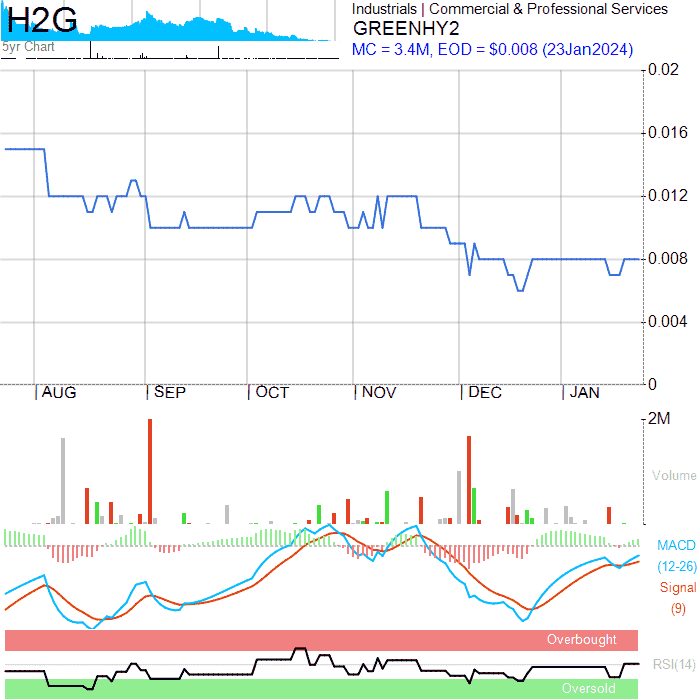 H2G
5yr Chart
Industrials | Commercial & Professional Services
GREENHY2
MC = 3.4M, EOD = $0.008 (23Jan2024)
0.02
0.016
0.012
0.008
0.004
0
AUG SEP OCT NOV DEC JAN
2M
Volume
MACD
(12-26)
Signal
(9)
Overbought
RSI(14)
Oversold